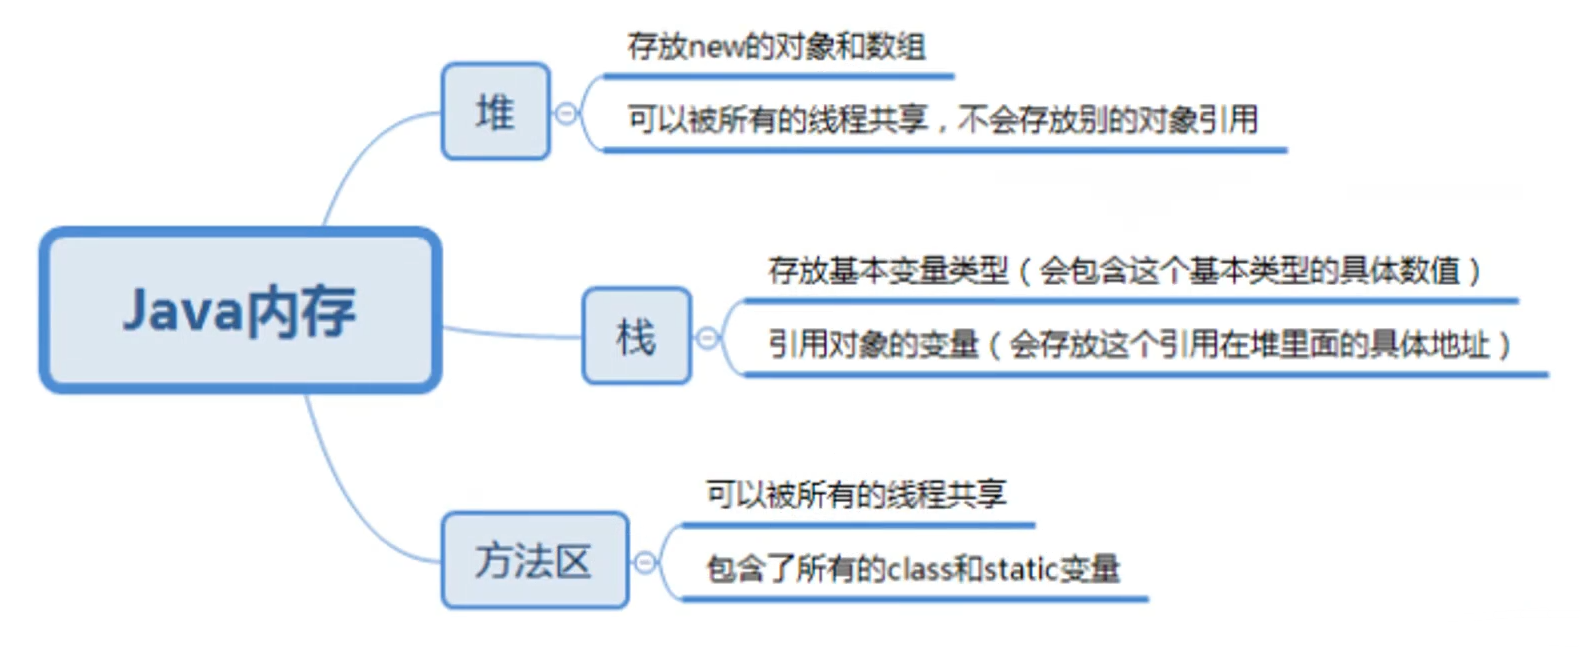 存放new的对象和数组
堆
可以被所有的线程共享，不会存放别的对象引用
存放基本变量类型（会包含这个基本类型的具体数值）
Java内存
栈
引用对象的变量（会存放这个引用在堆里面的具体地址）
可以被所有的线程共享
方法区
包含了所有的class和static变量